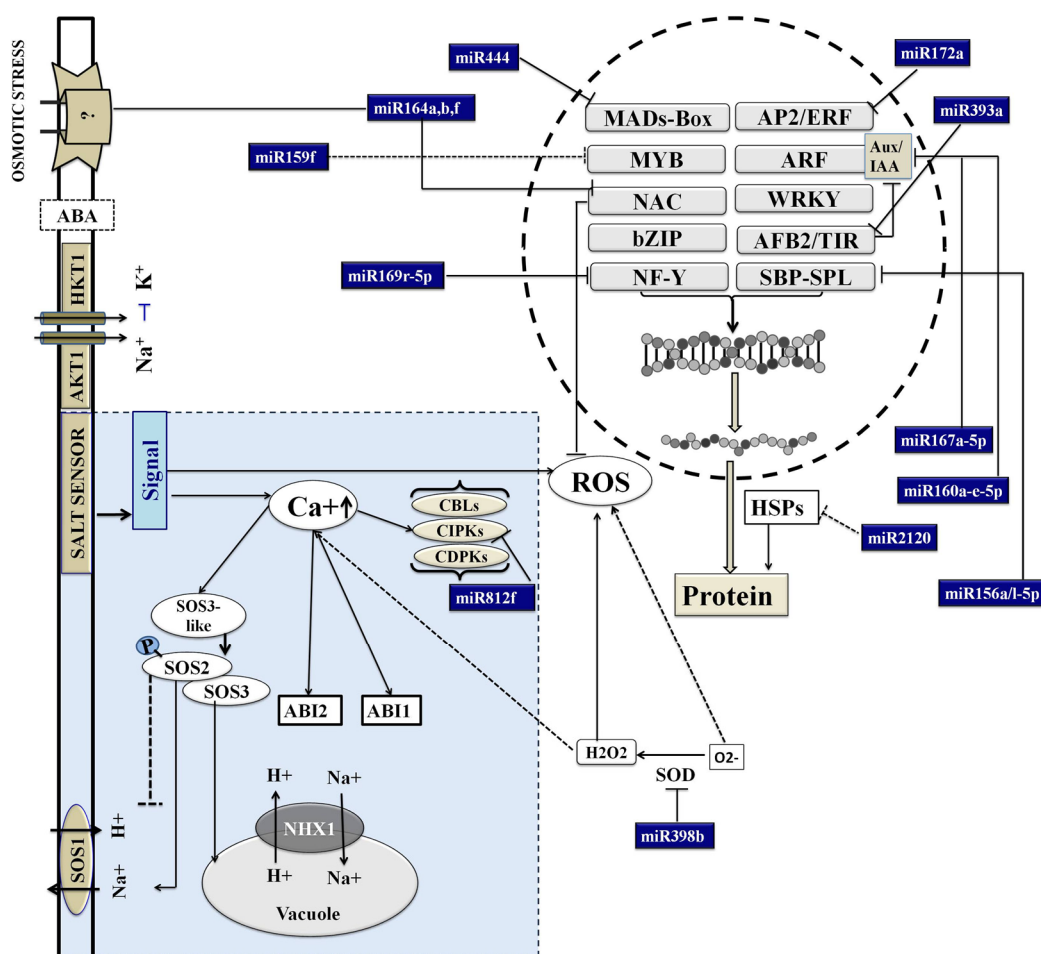 OSMOTIC STRESS
?
ABA
HKT1
K+
T
AKT1
Na+
SALT SENSOR
Signal
miR444
miR172a
miR164a,b,f
miR393a
miR159f
miR169r-5p
MADs-Box
AP2/ERF
MYB
ARF
Aux/
IAA
NAC
WRKY
bZIP
AFB2/TIR
NF-Y
SBP-SPL
miR167a-5p
miR160a-e-5p
miR2120
miR156a/l-5p
ROS
HSPs
Protein
Ca+
CBLs
CIPKs
CDPKs
miR812f
SOS3-
like
P
SOS2
SOS3
ABI2
ABI1
H2O2
O2-
SOD
miR398b
H+
Na+
NHX1
H+
Na+
Vacuole
SOS1
H+
Na+